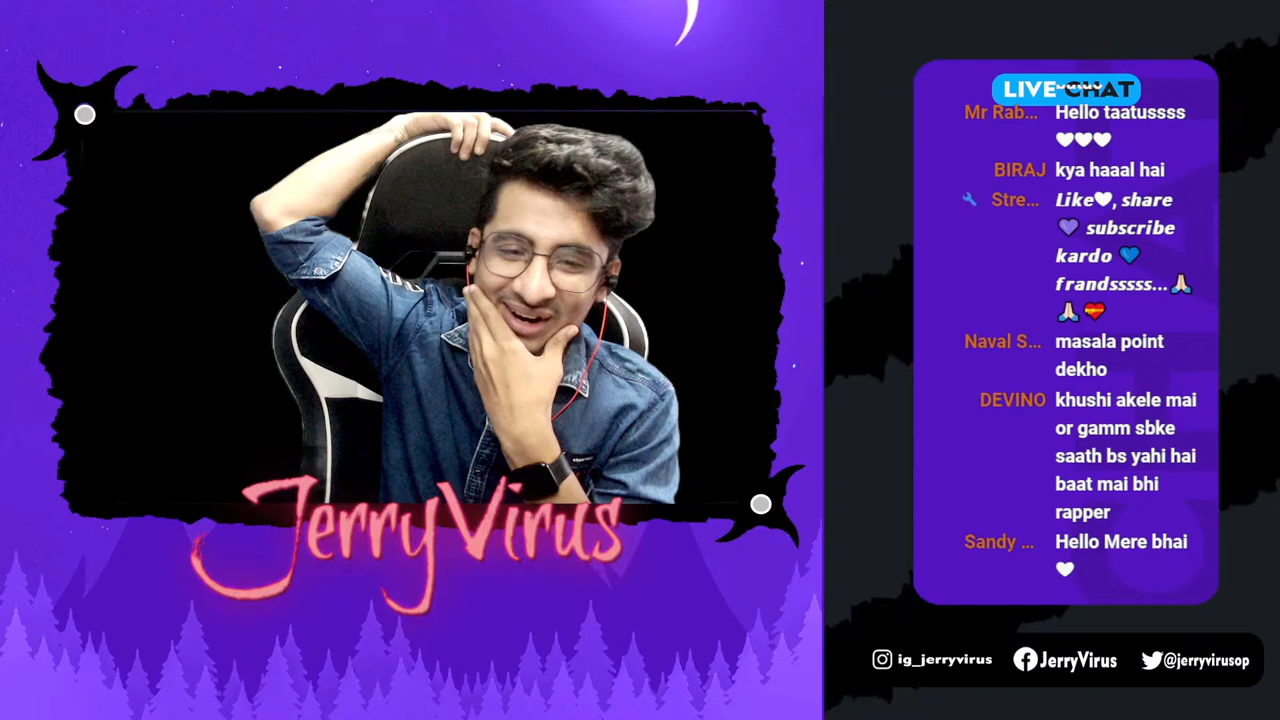 JerryVirus
LIVE CHAT
Mr Rab... Hello taatussss
🤍🤍🤍
BIRAJ kya haaal hai
Stre... Like🤍, share
💜 subscribe
kardo 💙
frandsssss...🙏🏻
🙏🏻 ❤️
Naval S... masala point
dekho
DEVINO khushi akele mai
or gamm sbke
saath bs yahi hai
baat mai bhi
rapper
Sandy ... Hello Mere bhai
🤍
ig_jerryvirus JerryVirus @jerryvirusop